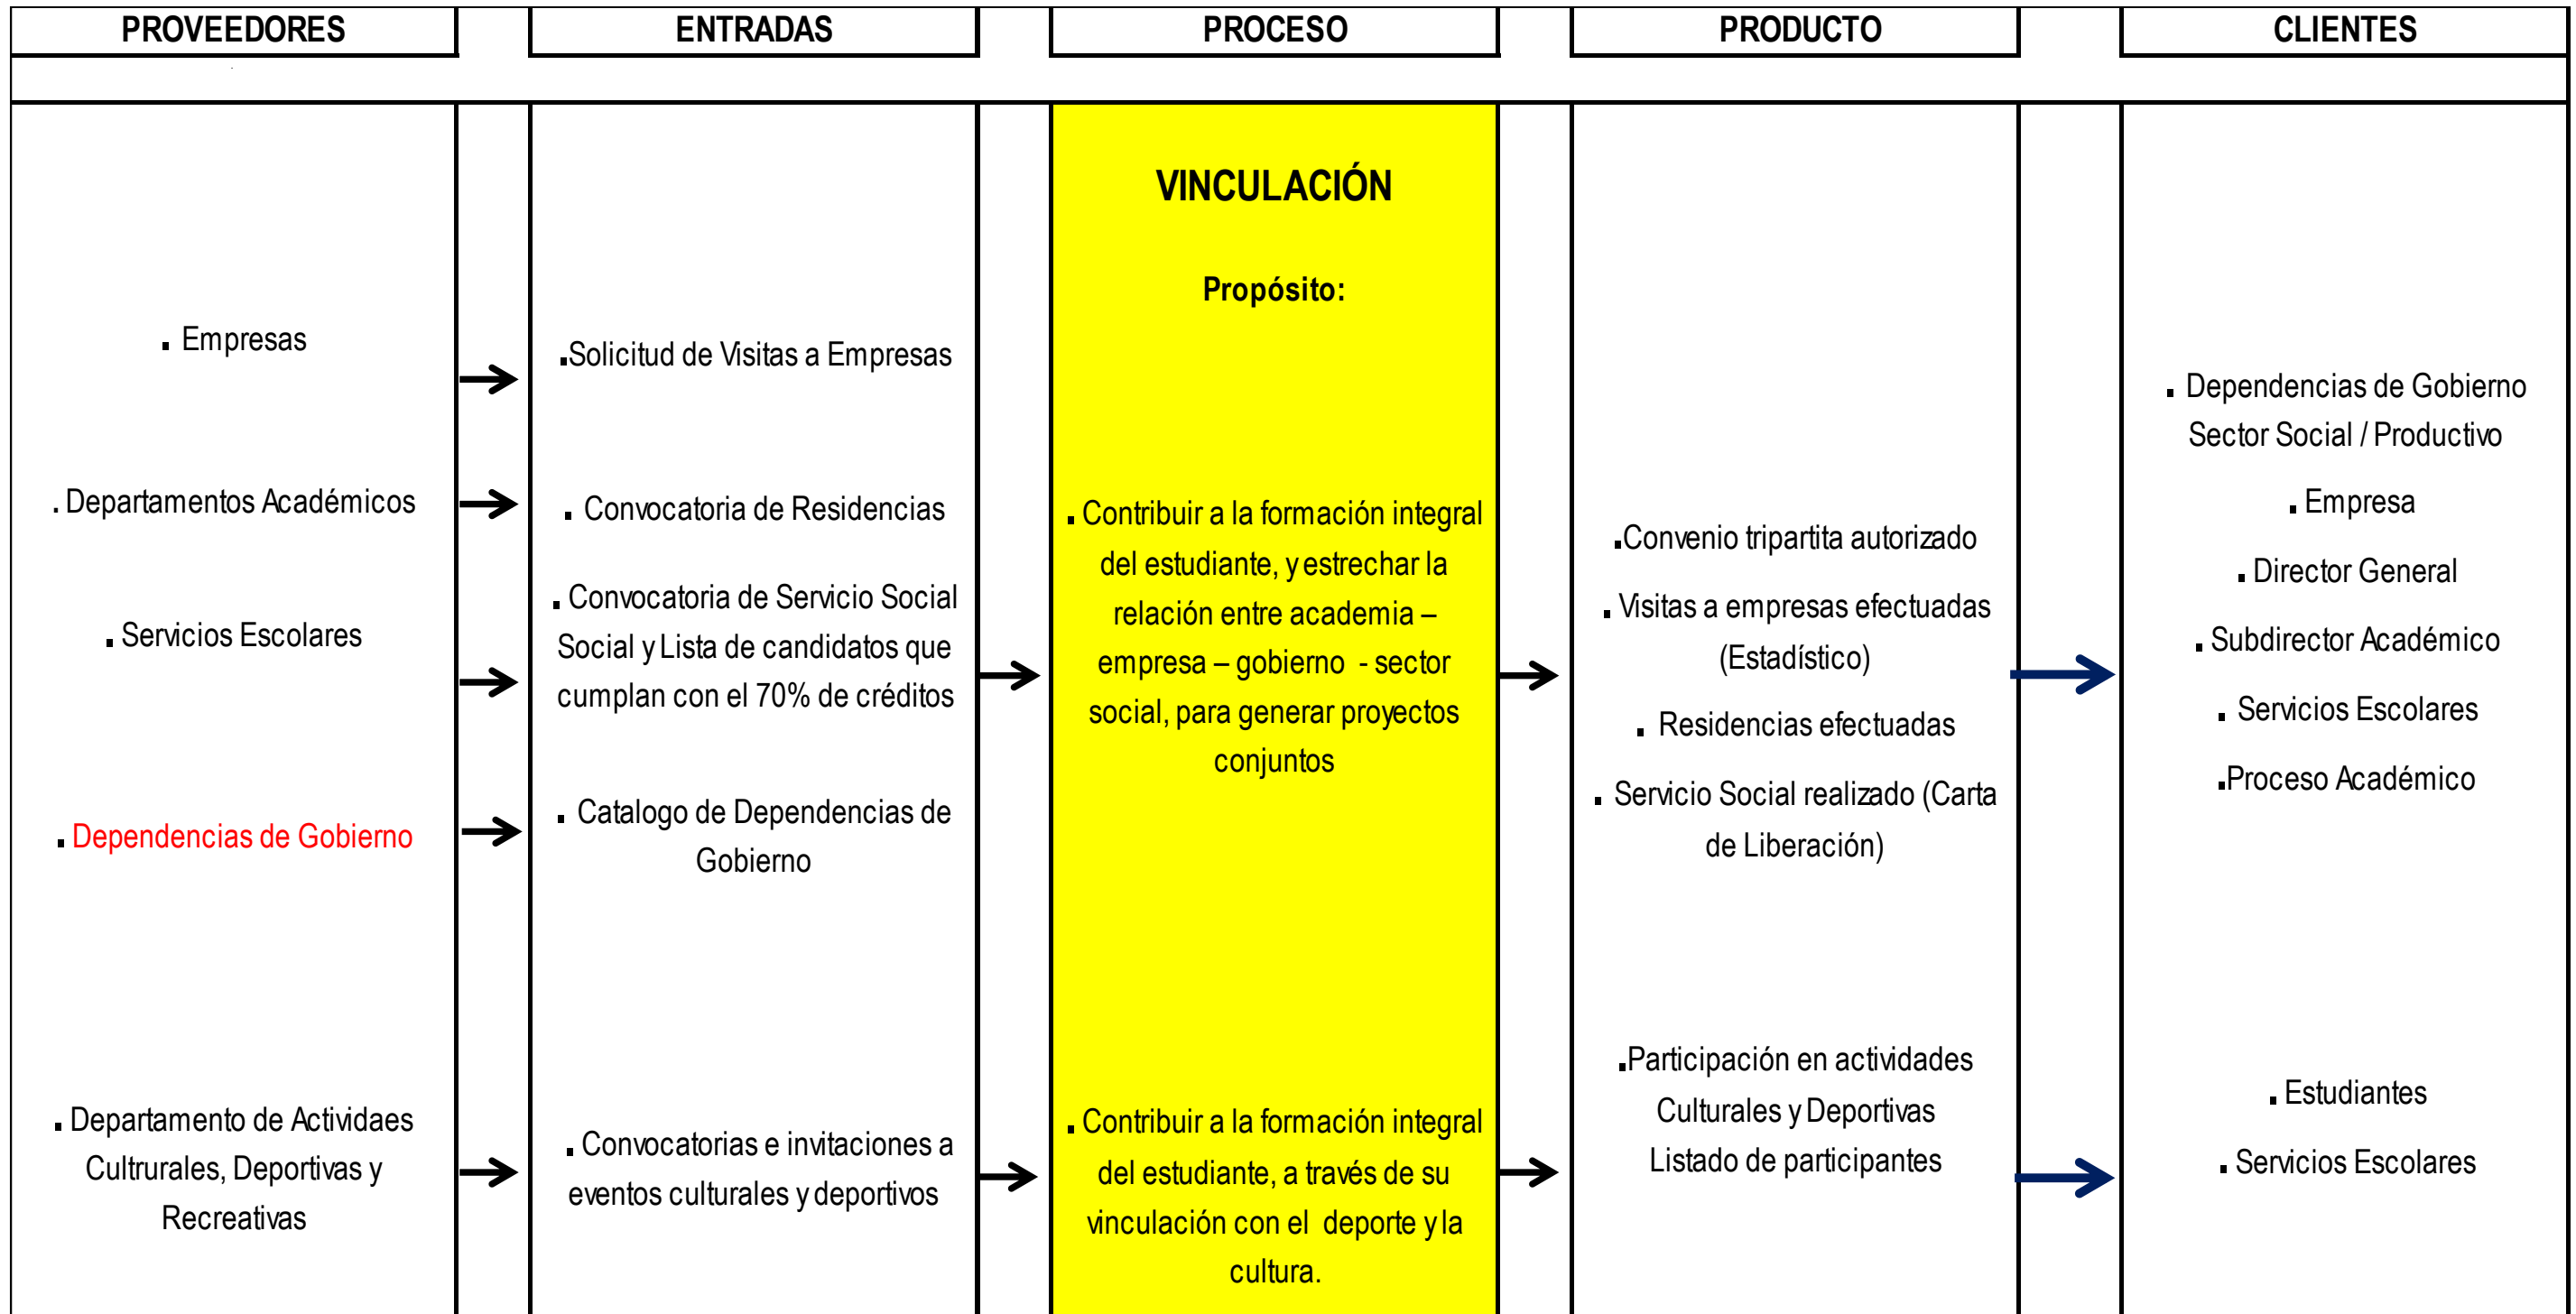 PROVEEDORES
ENTRADAS
PROCESO
PRODUCTO
CLIENTES
. Empresas
. Departamentos Académicos
. Servicios Escolares
. Dependencias de Gobierno
. Departamento de Actividaes
Cultrurales, Deportivas y
Recreativas
.Solicitud de Visitas a Empresas
. Convocatoria de Residencias
. Convocatoria de Servicio Social
Social y Lista de candidatos que
cumplan con el 70% de créditos
. Catalogo de Dependencias de
Gobierno
. Convocatorias e invitaciones a
eventos culturales y deportivos
VINCULACIÓN
Propósito:
. Contribuir a la formación integral
del estudiante, y estrechar la
relación entre academia –
empresa – gobierno - sector
social, para generar proyectos
conjuntos
. Contribuir a la formación integral
del estudiante, a través de su
vinculación con el deporte y la
cultura.
.Convenio tripartita autorizado
. Visitas a empresas efectuadas
(Estadístico)
. Residencias efectuadas
. Servicio Social realizado (Carta
de Liberación)
.Participación en actividades
Culturales y Deportivas
Listado de participantes
. Dependencias de Gobierno
Sector Social / Productivo
. Empresa
. Director General
. Subdirector Académico
. Servicios Escolares
.Proceso Académico
. Estudiantes
. Servicios Escolares